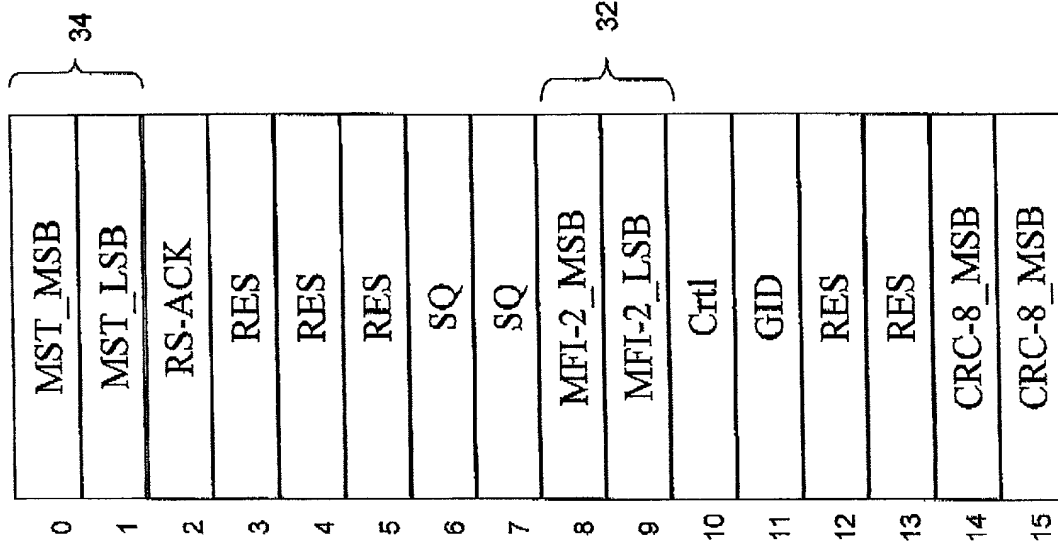 0 MST_MSB
1 MST_LSB
34
2 RS-ACK
3 RES
4 RES
5 RES
6 SQ
7 SQ
8 MFI-2_MSB
9 MFI-2_LSB
32
10 Crtl
11 GID
12 RES
13 RES
14 CRC-8_MSB
15 CRC-8_MSB